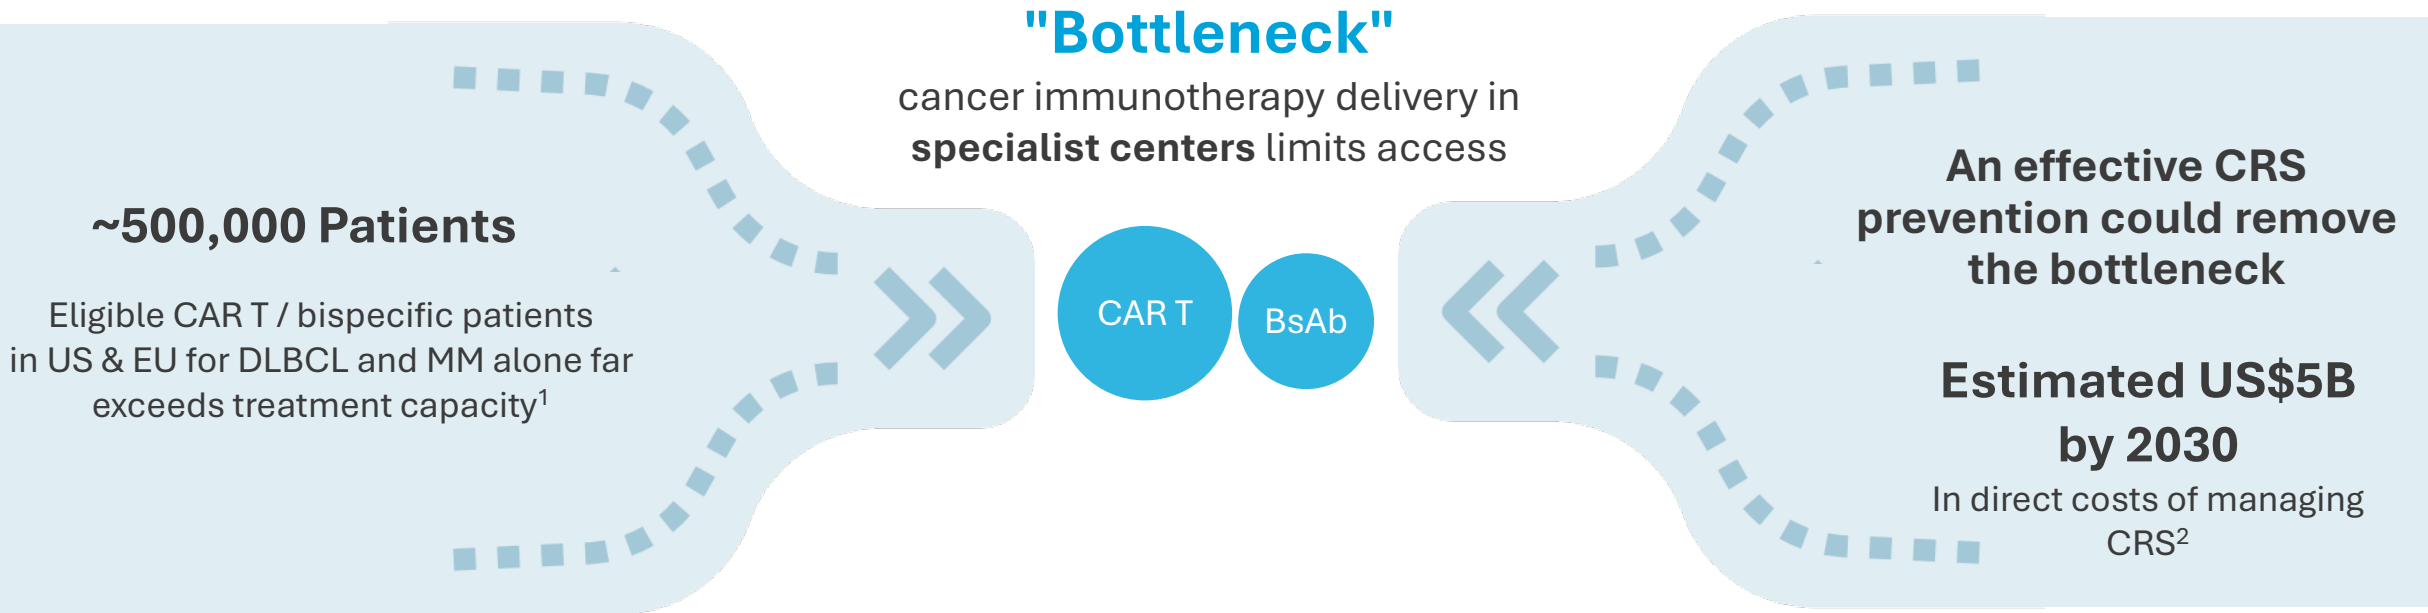 "Bottleneck"
cancer immunotherapy delivery in
specialist centers limits access
~500,000 Patients
Eligible CAR T / bispecific patients
in US & EU for DLBCL and MM alone far
exceeds treatment capacity¹
CAR T
BsAb
An effective CRS
prevention could remove
the bottleneck
Estimated US$5B
by 2030
In direct costs of managing
CRS²